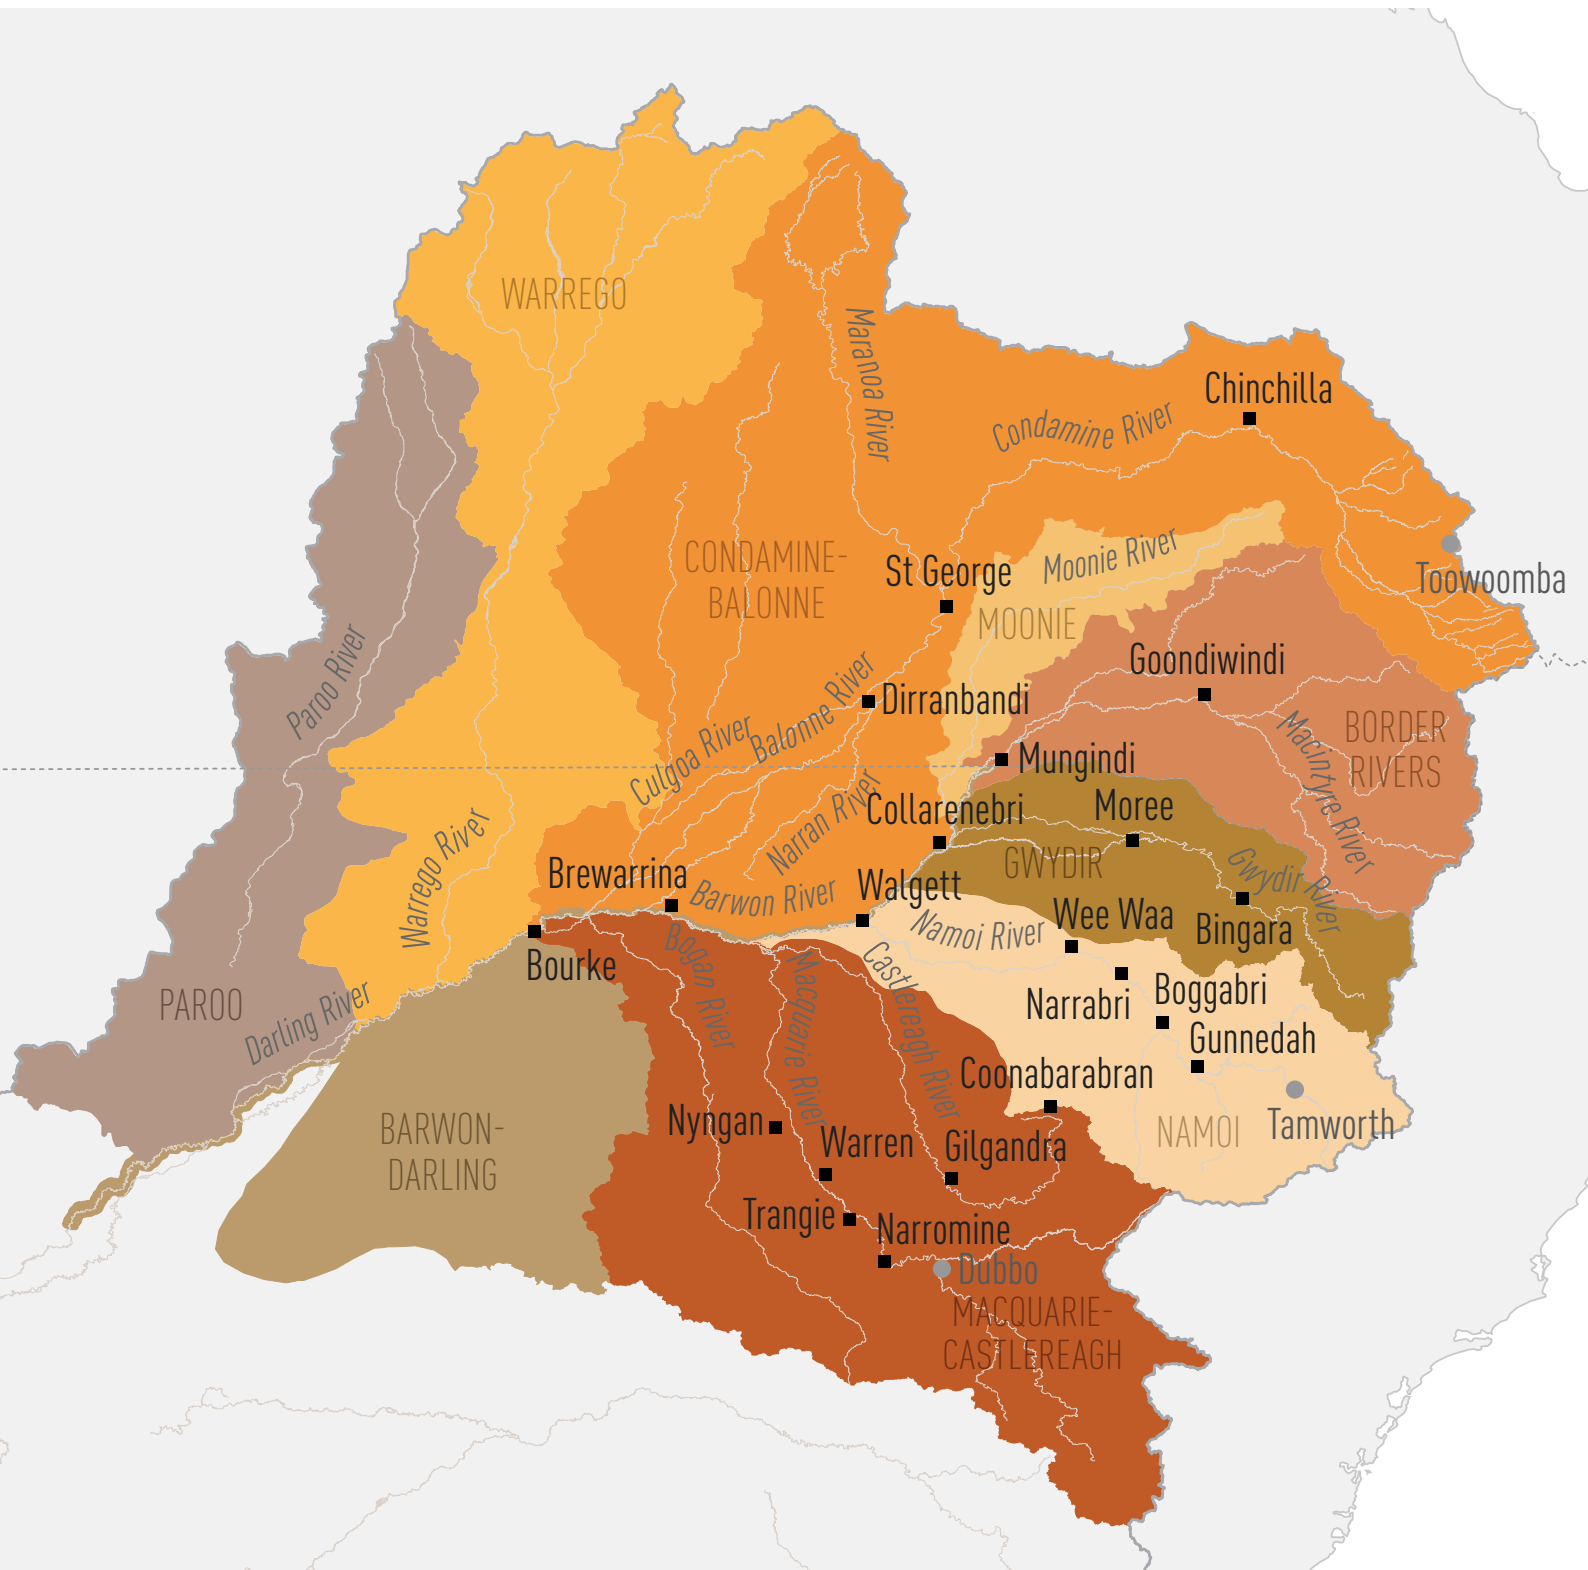 WARREGO
Maranoa River
Chinchilla
Condamine River
CONDAMINE-
BALONNE
St George
Moonie River
MOONIE
Toowoomba
Paroo River
Goondiwindi
Dirranbandi
Balonne River
Culgoa River
Macintyre River
BORDER
RIVERS
Mungindi
Narran River
Collarenebri
Moree
Warrego River
GWYDIR
Gwydir River
Brewarrina
Barwon River
Walgett
Namoi River
Wee Waa
Bingara
Bourke
Bogan River
Macquarie River
Castlereagh River
Narrabri
Boggabri
PAROO
Darling River
Gunnedah
Coonabarabran
BARWON-
DARLING
Nyngan
Warren
Gilgandra
NAMOI
Tamworth
Trangie
Narromine
Dubbo
MACQUARIE-
CASTLEREAGH